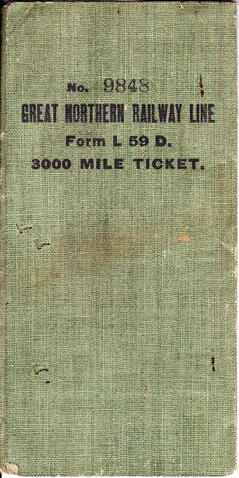 No. 9848
GREAT NORTHERN RAILWAY LINE
Form L 59 D.
3000 MILE TICKET.